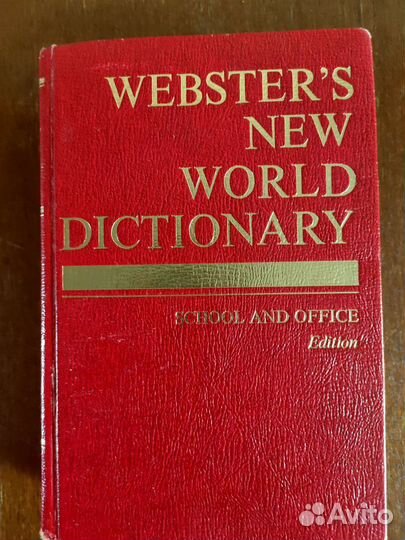 WEBSTER'S
NEW
WORLD
DICTIONARY
SCHOOL AND OFFICE
Edition
Avito